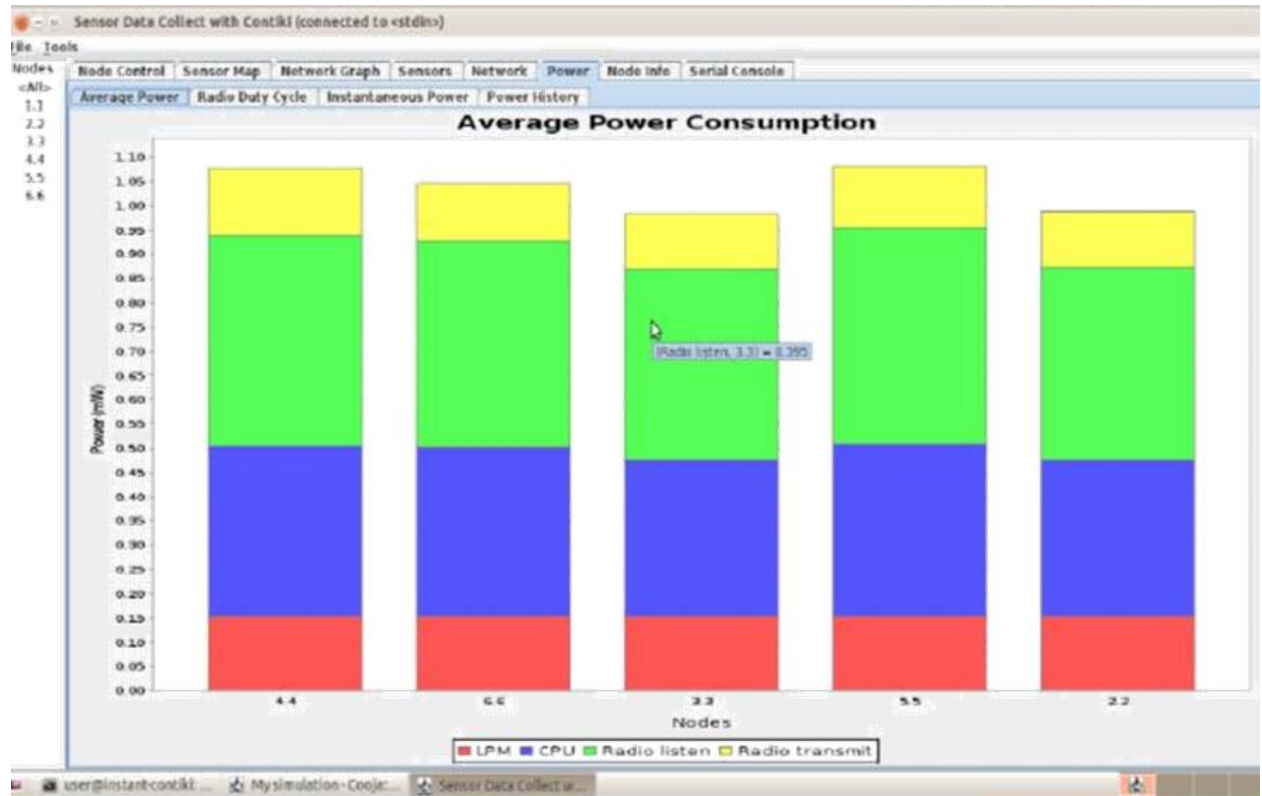 Sensor Data Collect with Contiki (connected to <stdin>)
File Tools
Nodes
<All>
1.1
2.2
3.3
4.4
5.5
6.6
Node Control Sensor Map Network Graph Sensors Network Power Node Info Serial Console
Average Power Radio Duty Cycle Instantaneous Power Power History
Average Power Consumption
1.10
1.05
1.00
0.95
0.90
0.85
0.80
0.75
0.70
0.65
0.60
0.55
0.50
0.45
0.40
0.35
0.30
0.25
0.20
0.15
0.10
0.05
0.00
Power (mW)
(Radio listen, 3.3) = 0.395
4.4 6.6 3.3 5.5 2.2
Nodes
LPM CPU Radio listen Radio transmit
user@instant-contiki: ... My simulation - Cooja: ... Sensor Data Collect w...